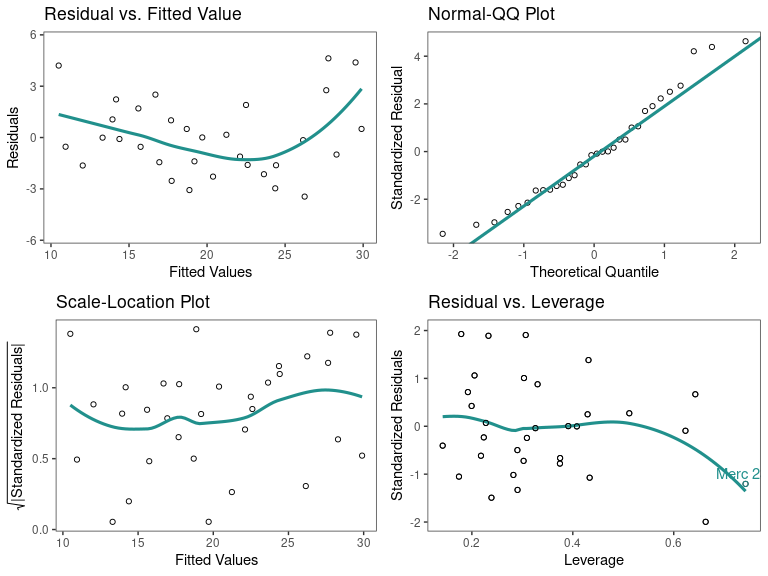 Residual vs. Fitted Value
6
3
0
-3
-6
10
15
20
25
30
Residuals
Fitted Values
Normal-QQ Plot
4
2
0
-2
-2
-1
0
1
2
Standardized Residual
Theoretical Quantile
Scale-Location Plot
1.0
0.5
0.0
10
15
20
25
30
√|Standardized Residuals|
Fitted Values
Residual vs. Leverage
2
1
0
-1
-2
0.2
0.4
0.6
Standardized Residuals
Leverage
Merc 2